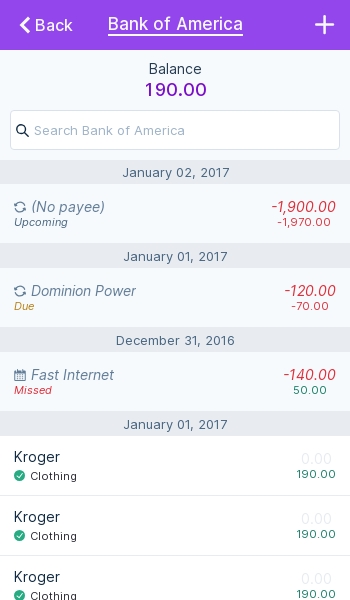 Back
Bank of America
Balance
190.00
Search Bank of America
January 02, 2017
(No payee)
-1,900.00
Upcoming
-1,970.00
January 01, 2017
Dominion Power
-120.00
Due
-70.00
December 31, 2016
Fast Internet
-140.00
Missed
50.00
January 01, 2017
Kroger
0.00
Clothing
190.00
Kroger
0.00
Clothing
190.00
Kroger
0.00
Clothing
190.00